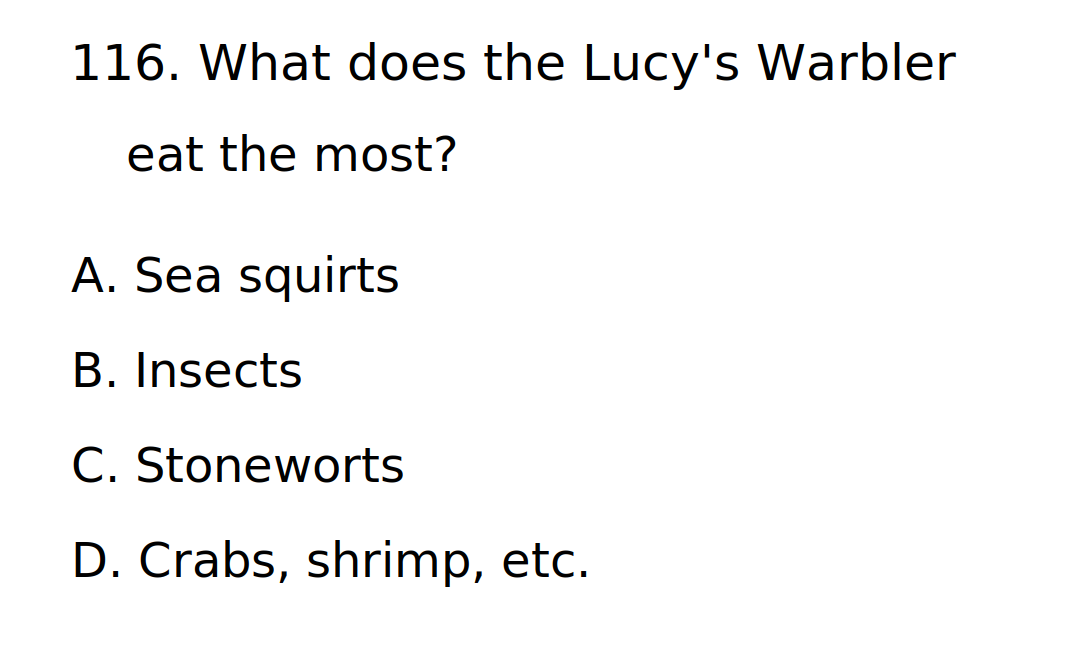 116. What does the Lucy's Warbler
eat the most?
A. Sea squirts
B. Insects
C. Stoneworts
D. Crabs, shrimp, etc.